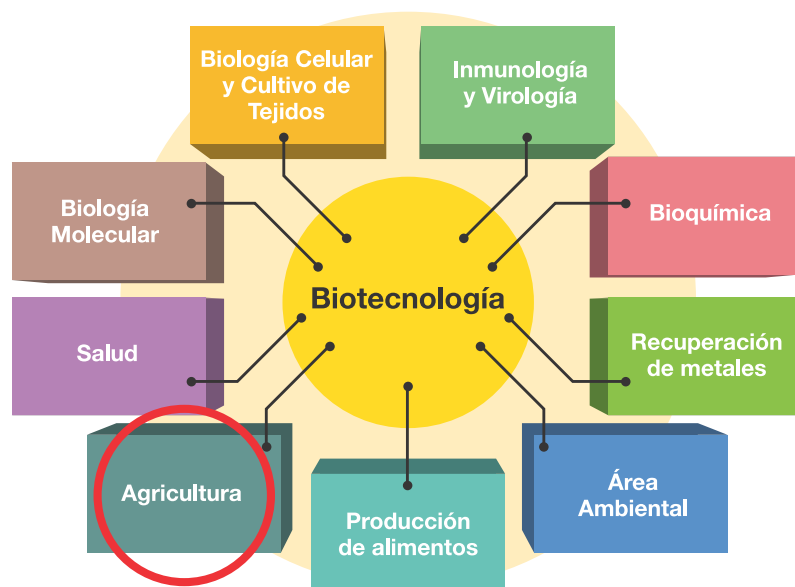 Biología Celular
y Cultivo de
Tejidos
Inmunología
y Virología
Biología
Molecular
Bioquímica
Biotecnología
Salud
Recuperación
de metales
Agricultura
Producción
de alimentos
Área
Ambiental